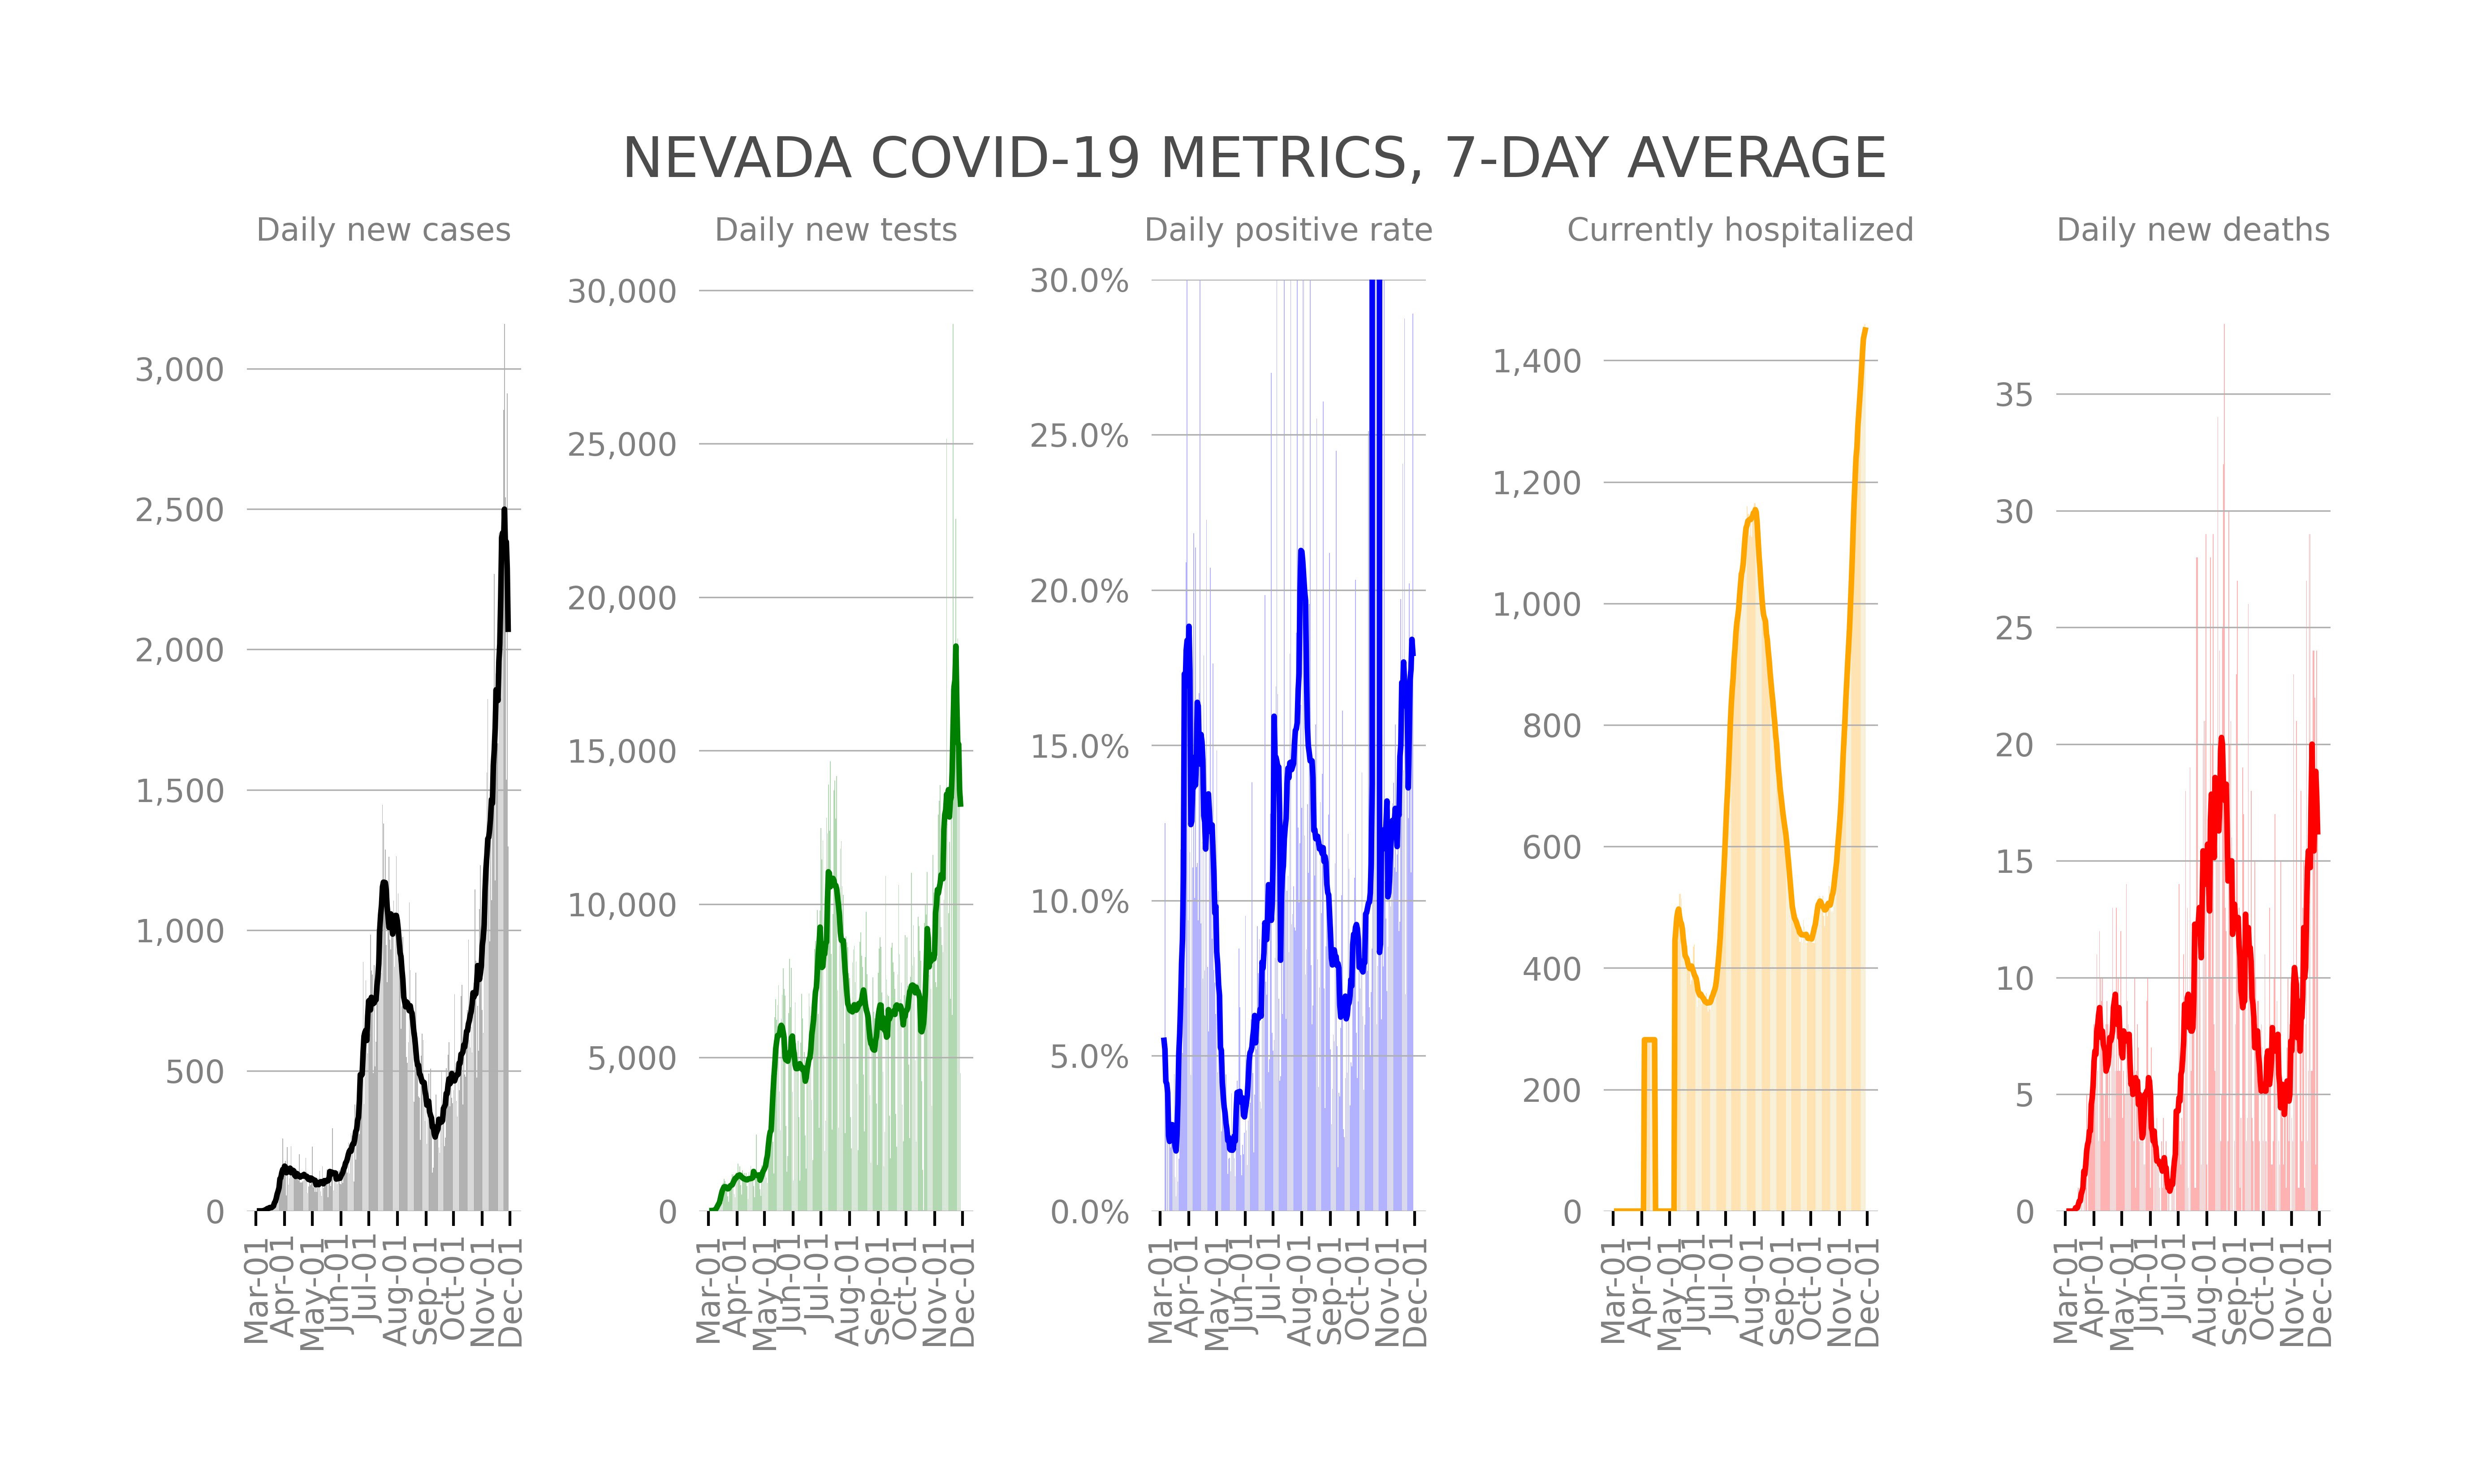 NEVADA COVID-19 METRICS, 7-DAY AVERAGE
Daily new cases
3,000
2,500
2,000
1,500
1,000
500
0
Mar-01
Apr-01
May-01
Jun-01
Jul-01
Aug-01
Sep-01
Oct-01
Nov-01
Dec-01
Daily new tests
30,000
25,000
20,000
15,000
10,000
5,000
0
Mar-01
Apr-01
May-01
Jun-01
Jul-01
Aug-01
Sep-01
Oct-01
Nov-01
Dec-01
Daily positive rate
30.0%
25.0%
20.0%
15.0%
10.0%
5.0%
0.0%
Mar-01
Apr-01
May-01
Jun-01
Jul-01
Aug-01
Sep-01
Oct-01
Nov-01
Dec-01
Currently hospitalized
1,400
1,200
1,000
800
600
400
200
0
Mar-01
Apr-01
May-01
Jun-01
Jul-01
Aug-01
Sep-01
Oct-01
Nov-01
Dec-01
Daily new deaths
35
30
25
20
15
10
5
0
Mar-01
Apr-01
May-01
Jun-01
Jul-01
Aug-01
Sep-01
Oct-01
Nov-01
Dec-01